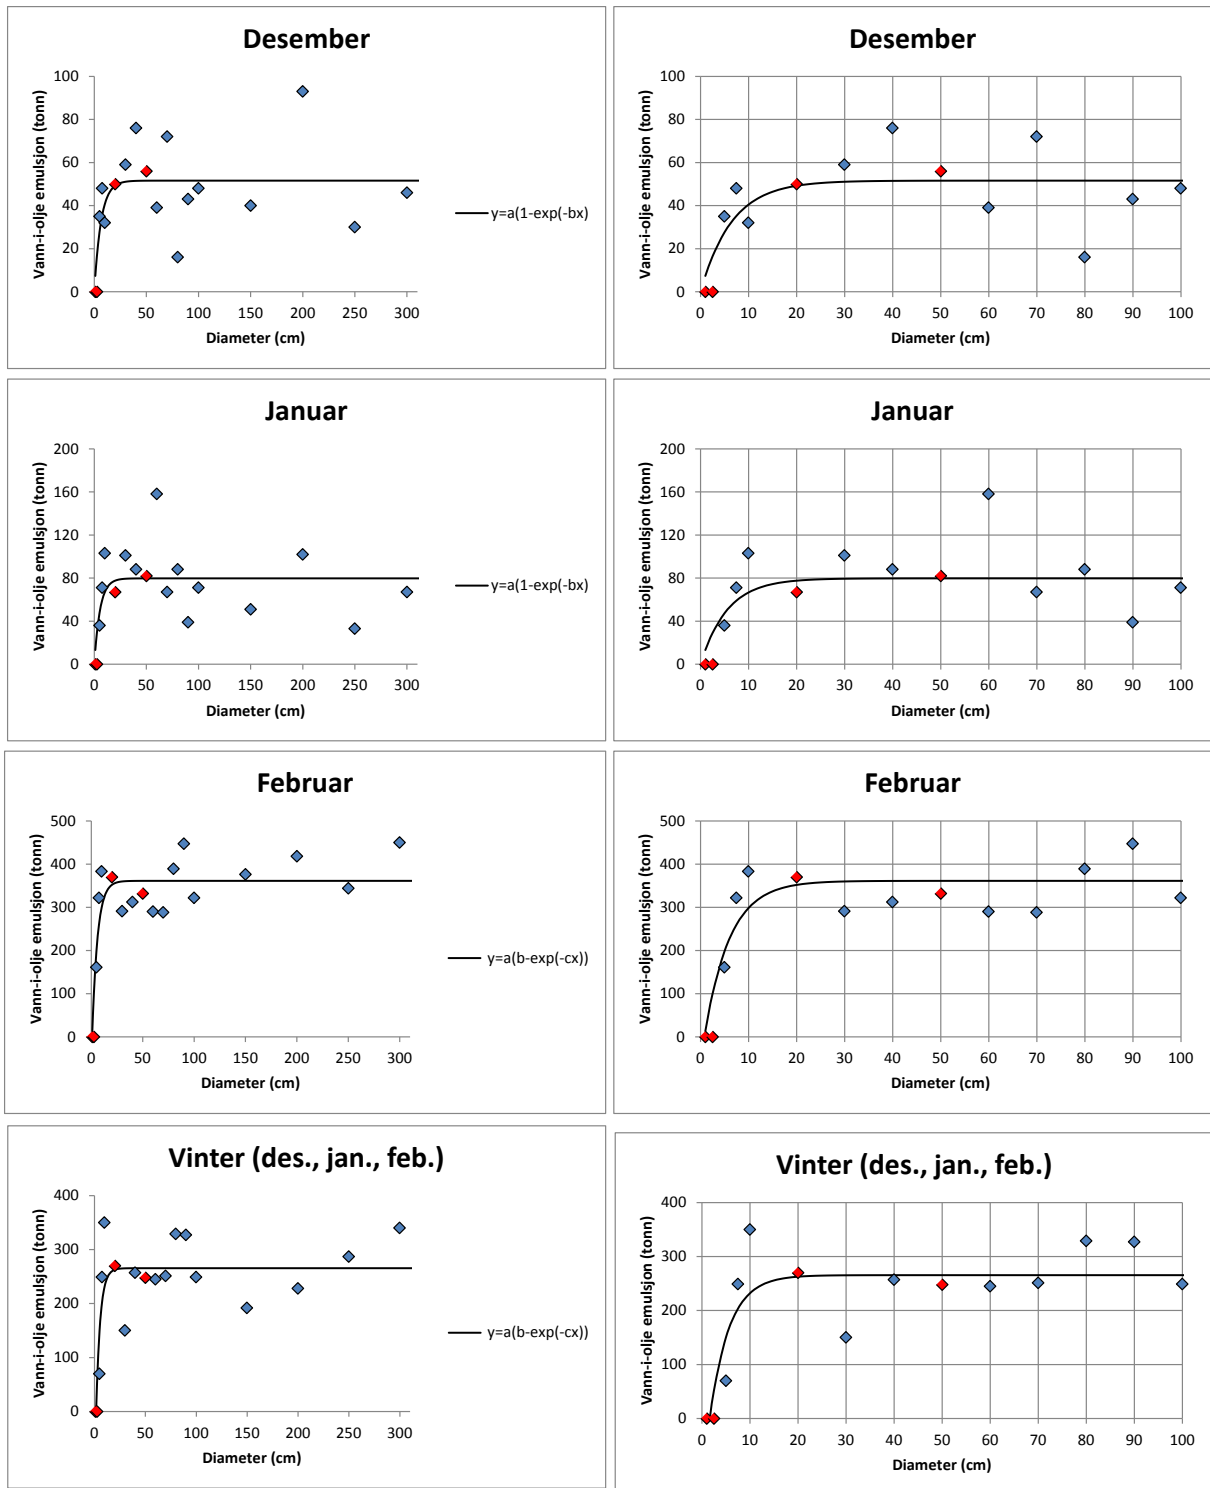 Desember
Vann-i-olje emulsjon (tonn)
100
80
60
40
20
0
0 50 100 150 200 250 300
Diameter (cm)
y=a(1-exp(-bx)
Desember
Vann-i-olje emulsjon (tonn)
100
80
60
40
20
0
0 10 20 30 40 50 60 70 80 90 100
Diameter (cm)
Januar
Vann-i-olje emulsjon (tonn)
200
160
120
80
40
0
0 50 100 150 200 250 300
Diameter (cm)
y=a(1-exp(-bx)
Januar
Vann-i-olje emulsjon (tonn)
200
160
120
80
40
0
0 10 20 30 40 50 60 70 80 90 100
Diameter (cm)
Februar
Vann-i-olje emulsjon (tonn)
500
400
300
200
100
0
0 50 100 150 200 250 300
Diameter (cm)
y=a(b-exp(-cx))
Februar
Vann-i-olje emulsjon (tonn)
500
400
300
200
100
0
0 10 20 30 40 50 60 70 80 90 100
Diameter (cm)
Vinter (des., jan., feb.)
Vann-i-olje emulsjon (tonn)
400
300
200
100
0
0 50 100 150 200 250 300
Diameter (cm)
y=a(b-exp(-cx))
Vinter (des., jan., feb.)
Vann-i-olje emulsjon (tonn)
400
300
200
100
0
0 10 20 30 40 50 60 70 80 90 100
Diameter (cm)